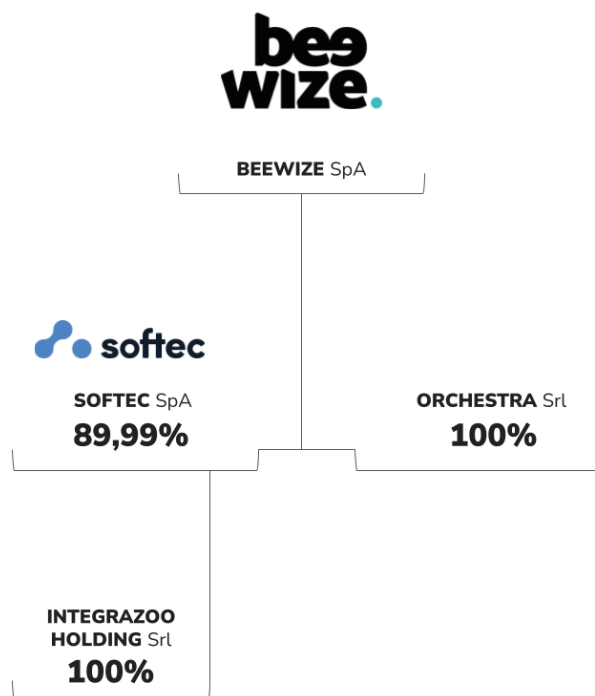 bee
wize.
BEEWIZE SpA
softec
SOFTEC SpA
89,99%
ORCHESTRA Srl
100%
INTEGRAZOO
HOLDING Srl
100%